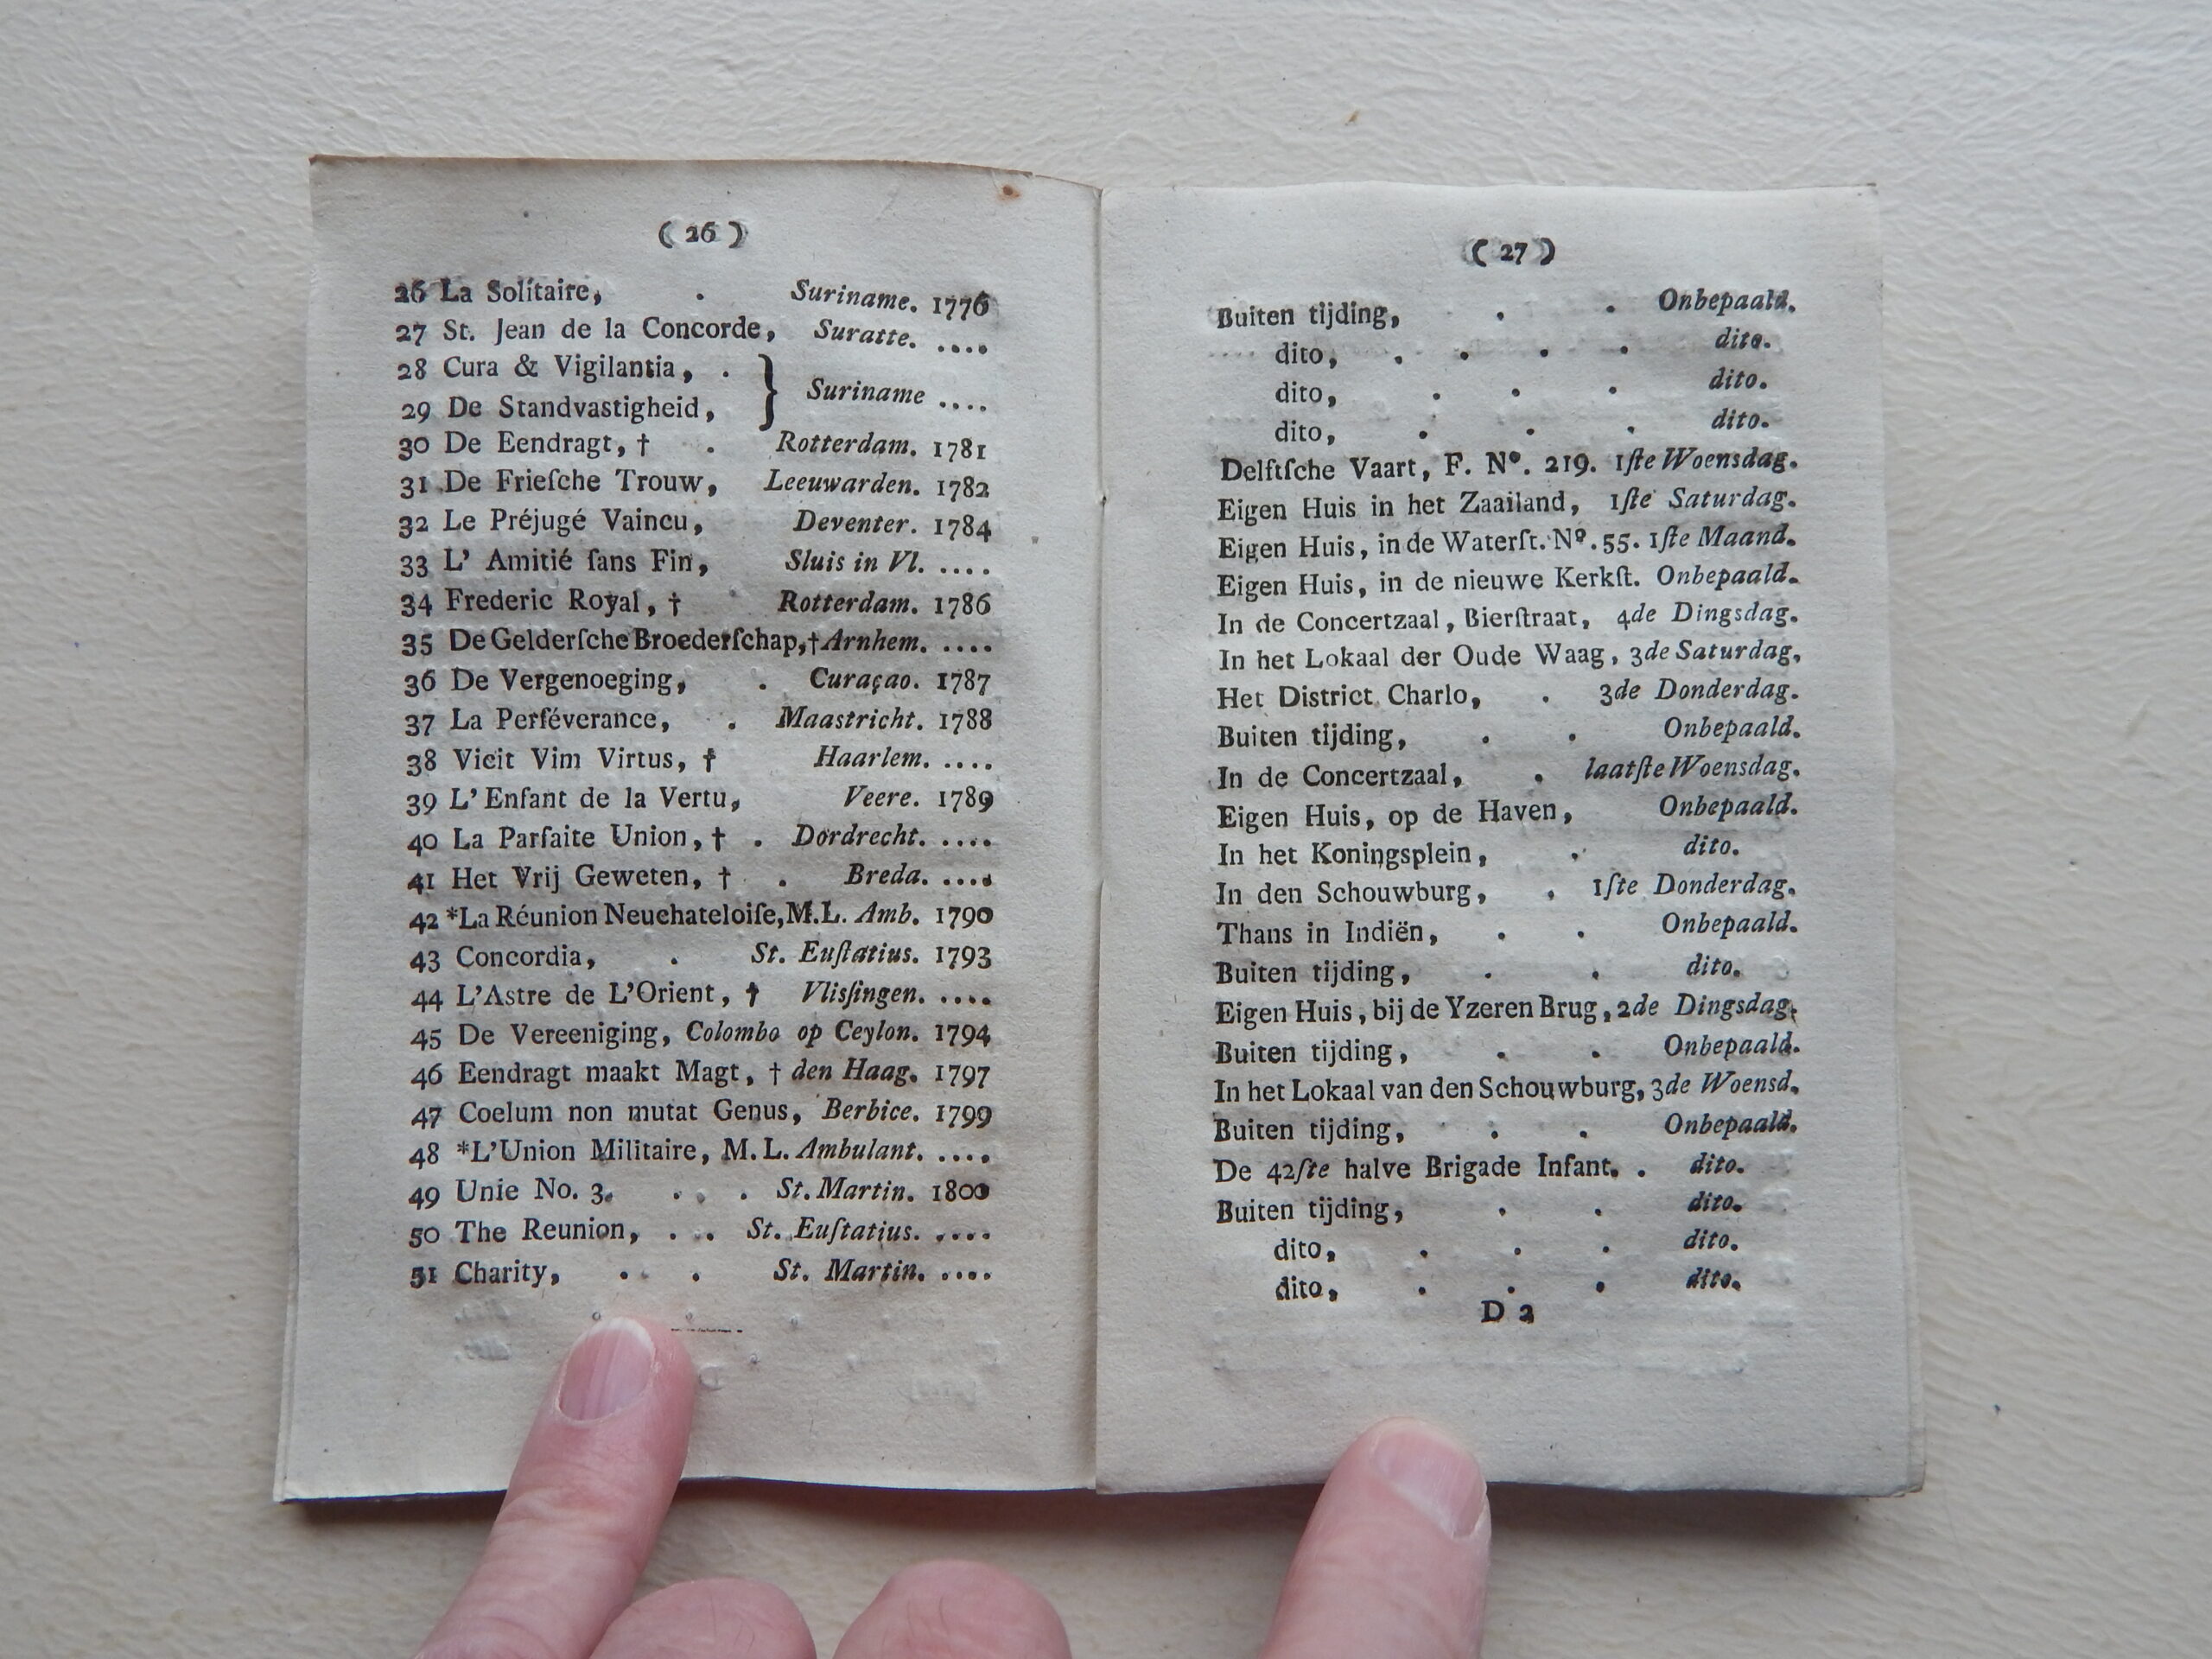 ( 26 )
26 La Solitaire, . Suriname. 1776
27 St. Jean de la Concorde, Suratte. ....
28 Cura & Vigilantia, . } Suriname ....
29 De Standvastigheid,
30 De Eendragt, † . Rotterdam. 1781
31 De Frieſche Trouw, Leeuwarden. 1782
32 Le Préjugé Vaincu, Deventer. 1784
33 L' Amitié ſans Fin, Sluis in Vl. ....
34 Frederic Royal, † Rotterdam. 1786
35 De Gelderſche Broederſchap,† Arnhem. ....
36 De Vergenoeging, . Curaçao. 1787
37 La Perſéverance, . Maastricht. 1788
38 Vicit Vim Virtus, † Haarlem. ....
39 L'Enfant de la Vertu, Veere. 1789
40 La Parfaite Union, † . Dordrecht. ....
41 Het Vrij Geweten, † . Breda. ....
42 *La Réunion Neuchateloiſe, M.L. Amb. 1790
43 Concordia, . St. Euſtatius. 1793
44 L'Astre de L'Orient, † Vlisſingen. ....
45 De Vereeniging, Colombo op Ceylon. 1794
46 Eendragt maakt Magt, † den Haag. 1797
47 Coelum non mutat Genus, Berbice. 1799
48 *L'Union Militaire, M.L. Ambulant. ....
49 Unie No. 3. . . . St. Martin. 1800
50 The Reunion, . . St. Euſtatius. ....
51 Charity, . . St. Martin. ....
( 27 )
Buiten tijding, . . Onbepaald.
dito, . . . . dito.
dito, . . . dito.
dito, . . . dito.
Delftſche Vaart, F. No. 219. 1ſte Woensdag.
Eigen Huis in het Zaailand, 1ſte Saturdag.
Eigen Huis, in de Waterſt. No. 55. 1ſte Maand.
Eigen Huis, in de nieuwe Kerkſt. Onbepaald.
In de Concertzaal, Bierſtraat, 4de Dingsdag.
In het Lokaal der Oude Waag, 3de Saturdag.
Het District Charlo, . 3de Donderdag.
Buiten tijding, . . Onbepaald.
In de Concertzaal, . laatſte Woensdag.
Eigen Huis, op de Haven, Onbepaald.
In het Koningsplein, . dito.
In den Schouwburg, . 1ſte Donderdag.
Thans in Indiën, . . Onbepaald.
Buiten tijding, . . dito.
Eigen Huis, bij de Yzeren Brug, 2de Dingsdag.
Buiten tijding, . . Onbepaald.
In het Lokaal van den Schouwburg, 3de Woensd.
Buiten tijding, . . Onbepaald.
De 42ſte halve Brigade Infant. . dito.
Buiten tijding, . . dito.
dito, . . . dito.
dito, . . . dito.
D 2